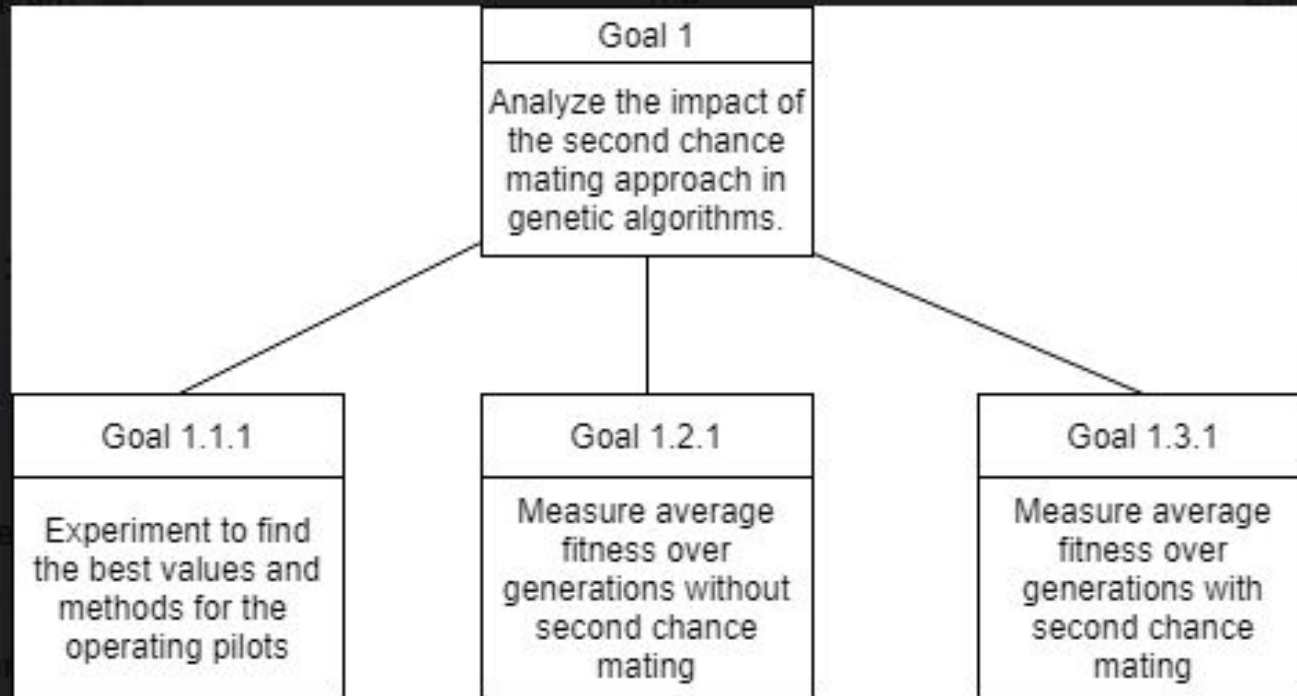 Goal 1
Analyze the impact of
the second chance
mating approach in
genetic algorithms.
Goal 1.1.1
Experiment to find
the best values and
methods for the
operating pilots
Goal 1.2.1
Measure average
fitness over
generations without
second chance
mating
Goal 1.3.1
Measure average
fitness over
generations with
second chance
mating